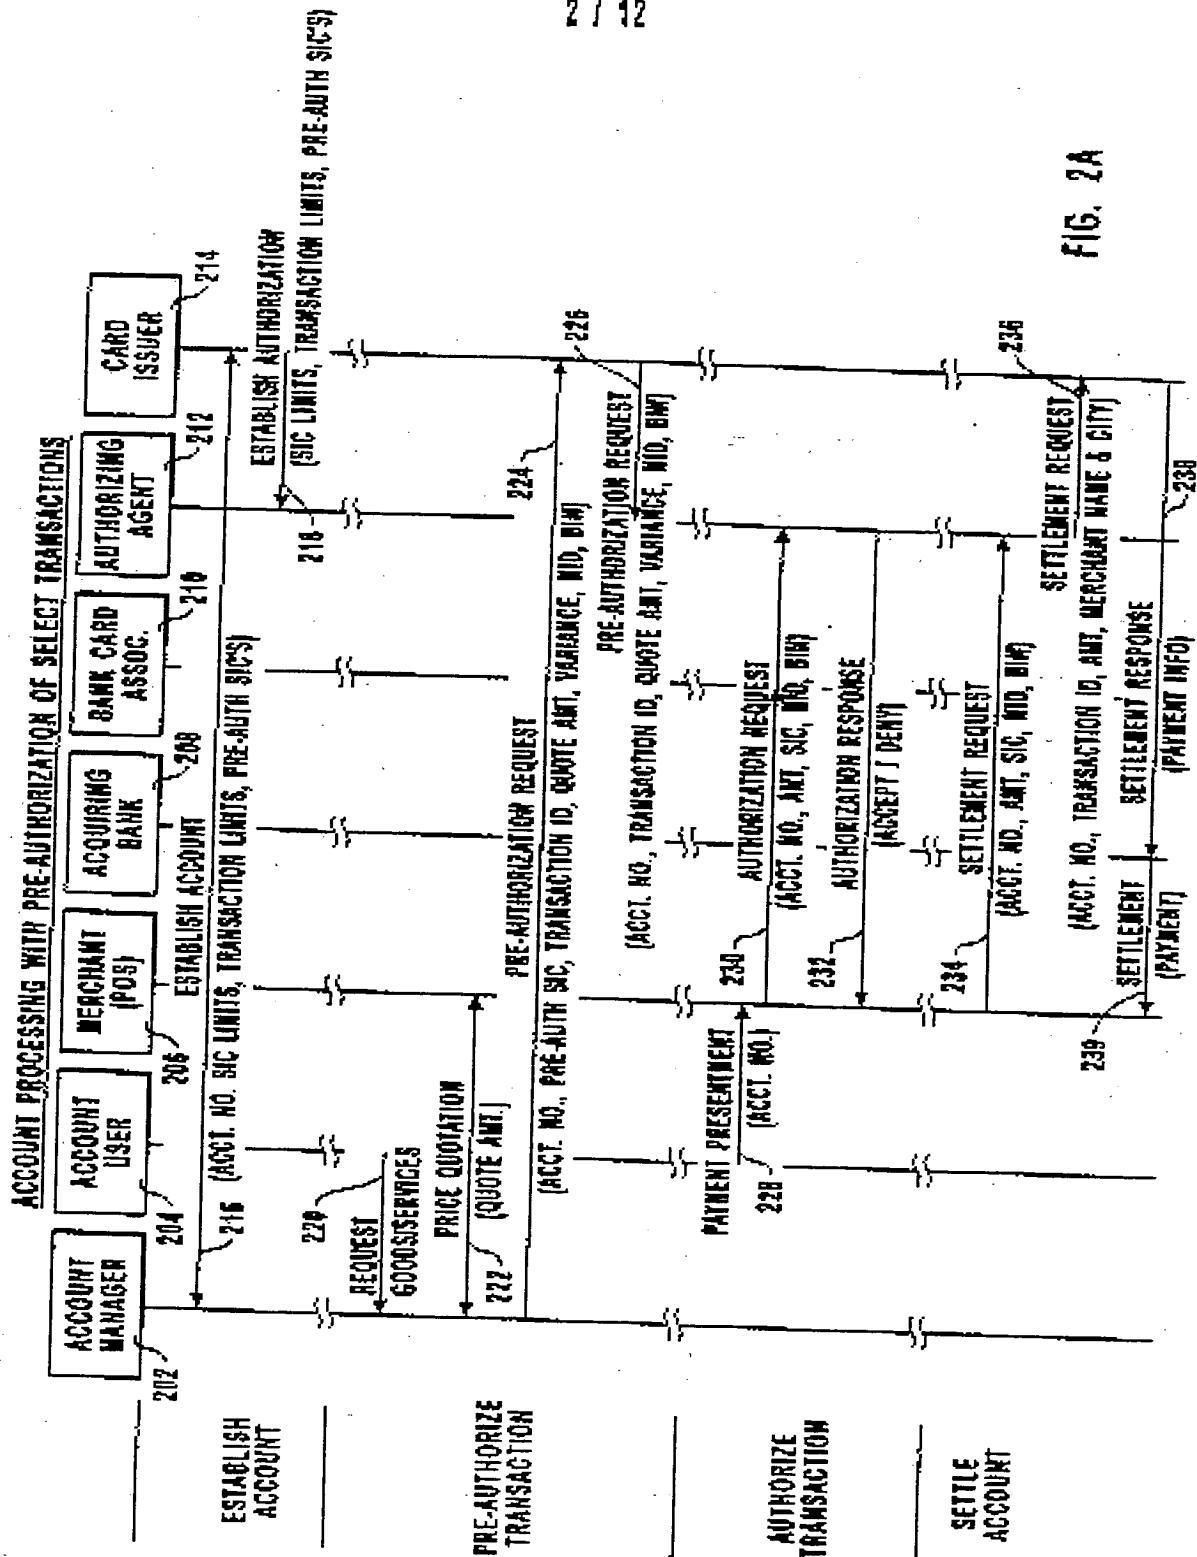 2 / 12
ACCOUNT PROCESSING WITH PRE-AUTHORIZATION OF SELECT TRANSACTIONS
ACCOUNT
MANAGER
202
ACCOUNT
USER
204
MERCHANT
(POS)
206
ACQUIRING
BANK
208
BANK CARD
ASSOC.
210
AUTHORIZING
AGENT
212
CARD
ISSUER
214
ESTABLISH
ACCOUNT
ESTABLISH ACCOUNT
216
(ACCT. NO. SIC LIMITS, TRANSACTION LIMITS, PRE-AUTH SIC'S)
ESTABLISH AUTHORIZATION
(SIC LIMITS, TRANSACTION LIMITS, PRE-AUTH SIC'S)
218
PRE-AUTHORIZE
TRANSACTION
220
REQUEST
GOODS/SERVICES
PRICE QUOTATION
(QUOTE AMT.)
222
PRE-AUTHORIZATION REQUEST
224
(ACCT. NO., PRE-AUTH SIC, TRANSACTION ID, QUOTE AMT, VARIANCE, MID, BIN)
226
PRE-AUTHORIZATION REQUEST
(ACCT. NO., TRANSACTION ID, QUOTE AMT, VARIANCE, MID, BIN)
AUTHORIZE
TRANSACTION
PAYMENT PRESENTMENT
(ACCT. NO.)
228
AUTHORIZATION REQUEST
(ACCT. NO., AMT, SIC, MID, BIN)
230
AUTHORIZATION RESPONSE
(ACCEPT / DENY)
232
SETTLE
ACCOUNT
SETTLEMENT REQUEST
(ACCT. NO., AMT, SIC, MID, BIN)
234
SETTLEMENT REQUEST
236
(ACCT. NO., TRANSACTION ID, AMT, MERCHANT NAME & CITY)
SETTLEMENT RESPONSE
(PAYMENT INFO)
238
SETTLEMENT
(PAYMENT)
239
FIG. 2A